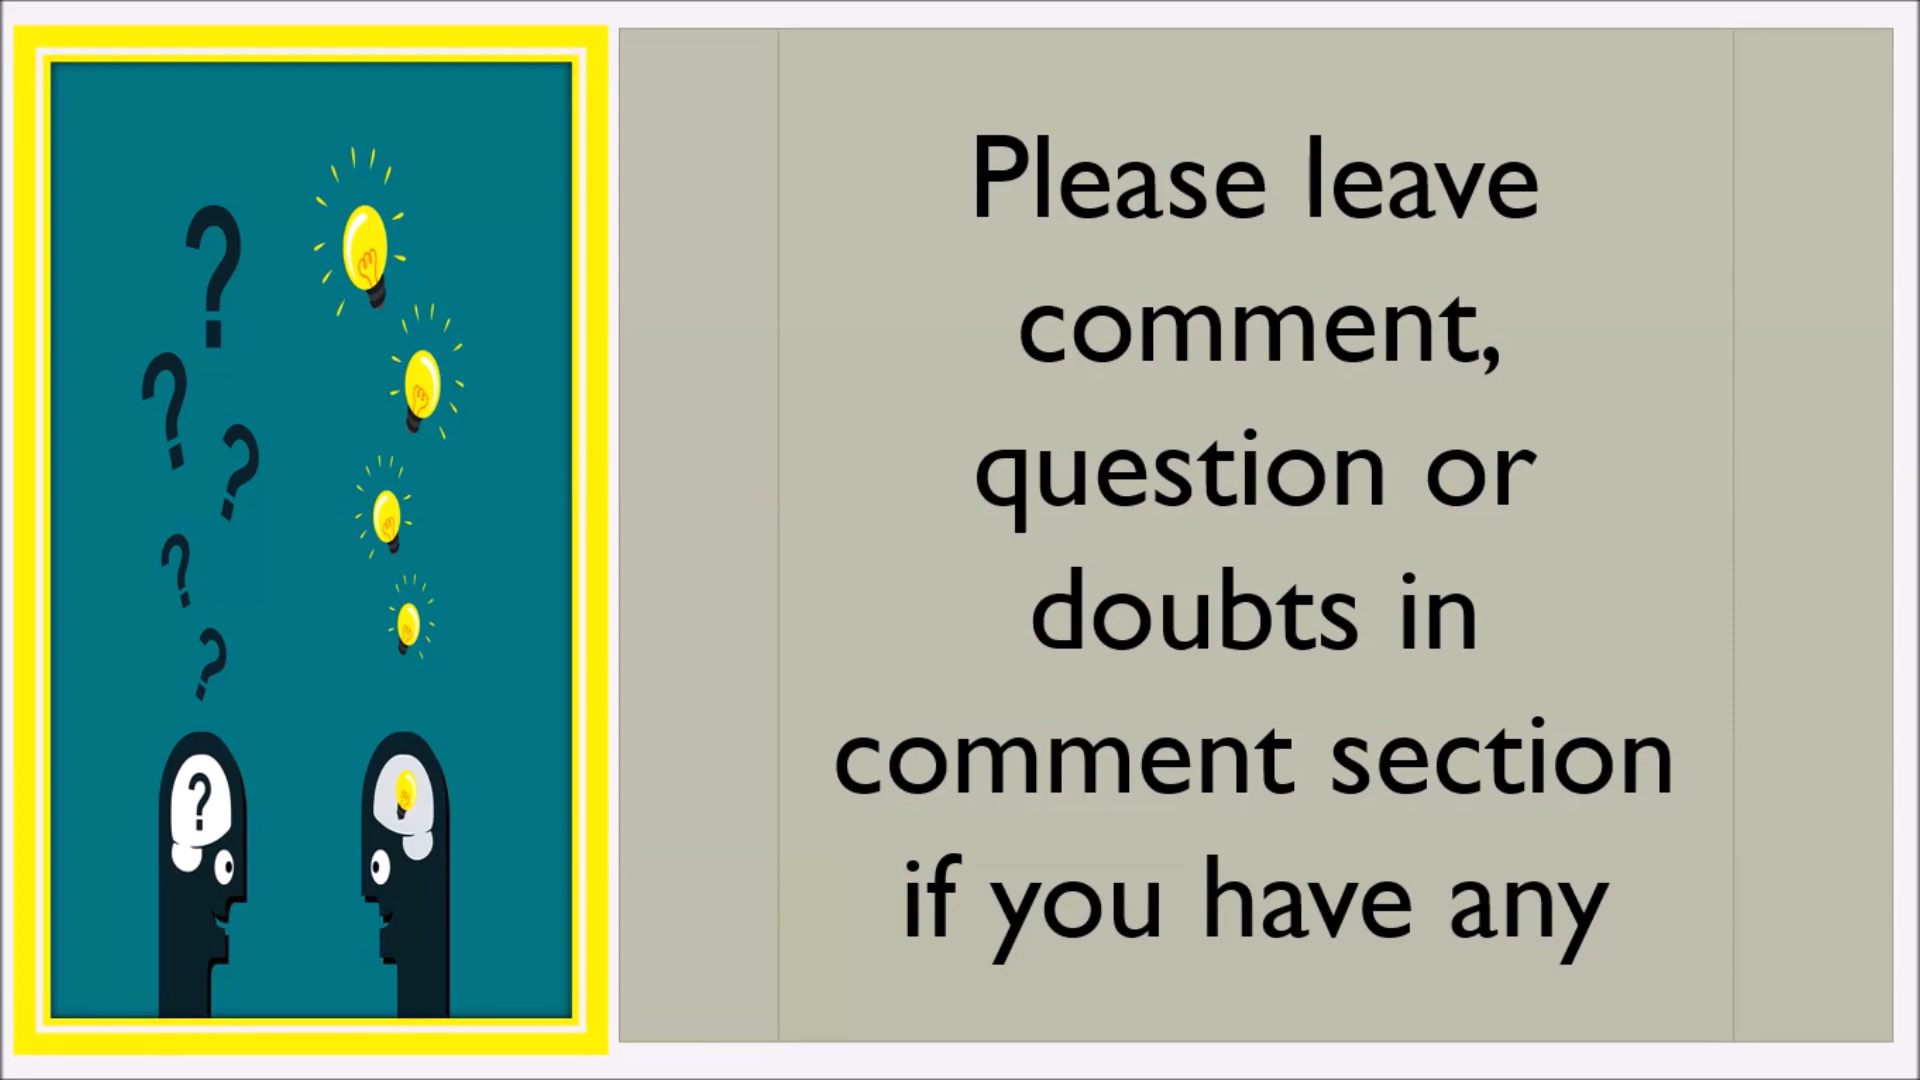 Please leave
comment,
question or
doubts in
comment section
if you have any